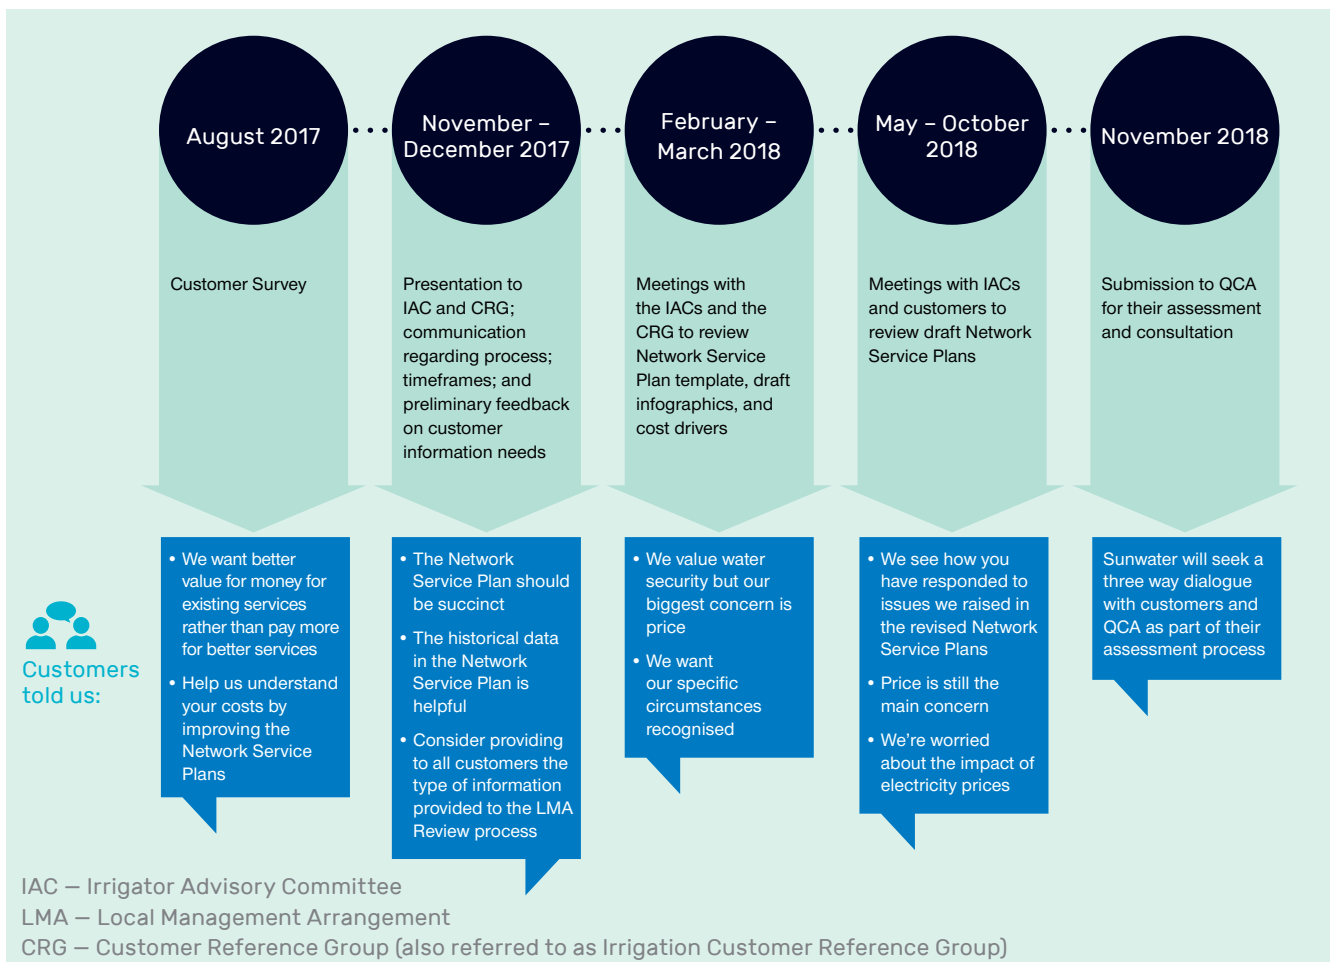 August 2017
November –
December 2017
February –
March 2018
May – October
2018
November 2018
Customer Survey
Presentation to
IAC and CRG;
communication
regarding process;
timeframes; and
preliminary feedback
on customer
information needs
Meetings with
the IACs and the
CRG to review
Network Service
Plan template, draft
infographics, and
cost drivers
Meetings with IACs
and customers to
review draft Network
Service Plans
Submission to QCA
for their assessment
and consultation
Customers
told us:
• We want better
value for money for
existing services
rather than pay more
for better services
• Help us understand
your costs by
improving the
Network Service
Plans
• The Network
Service Plan should
be succinct
• The historical data
in the Network
Service Plan is
helpful
• Consider providing
to all customers the
type of information
provided to the LMA
Review process
• We value water
security but our
biggest concern is
price
• We want
our specific
circumstances
recognised
• We see how you
have responded to
issues we raised in
the revised Network
Service Plans
• Price is still the
main concern
• We’re worried
about the impact of
electricity prices
Sunwater will seek a
three way dialogue
with customers and
QCA as part of their
assessment process
IAC – Irrigator Advisory Committee
LMA – Local Management Arrangement
CRG – Customer Reference Group (also referred to as Irrigation Customer Reference Group)